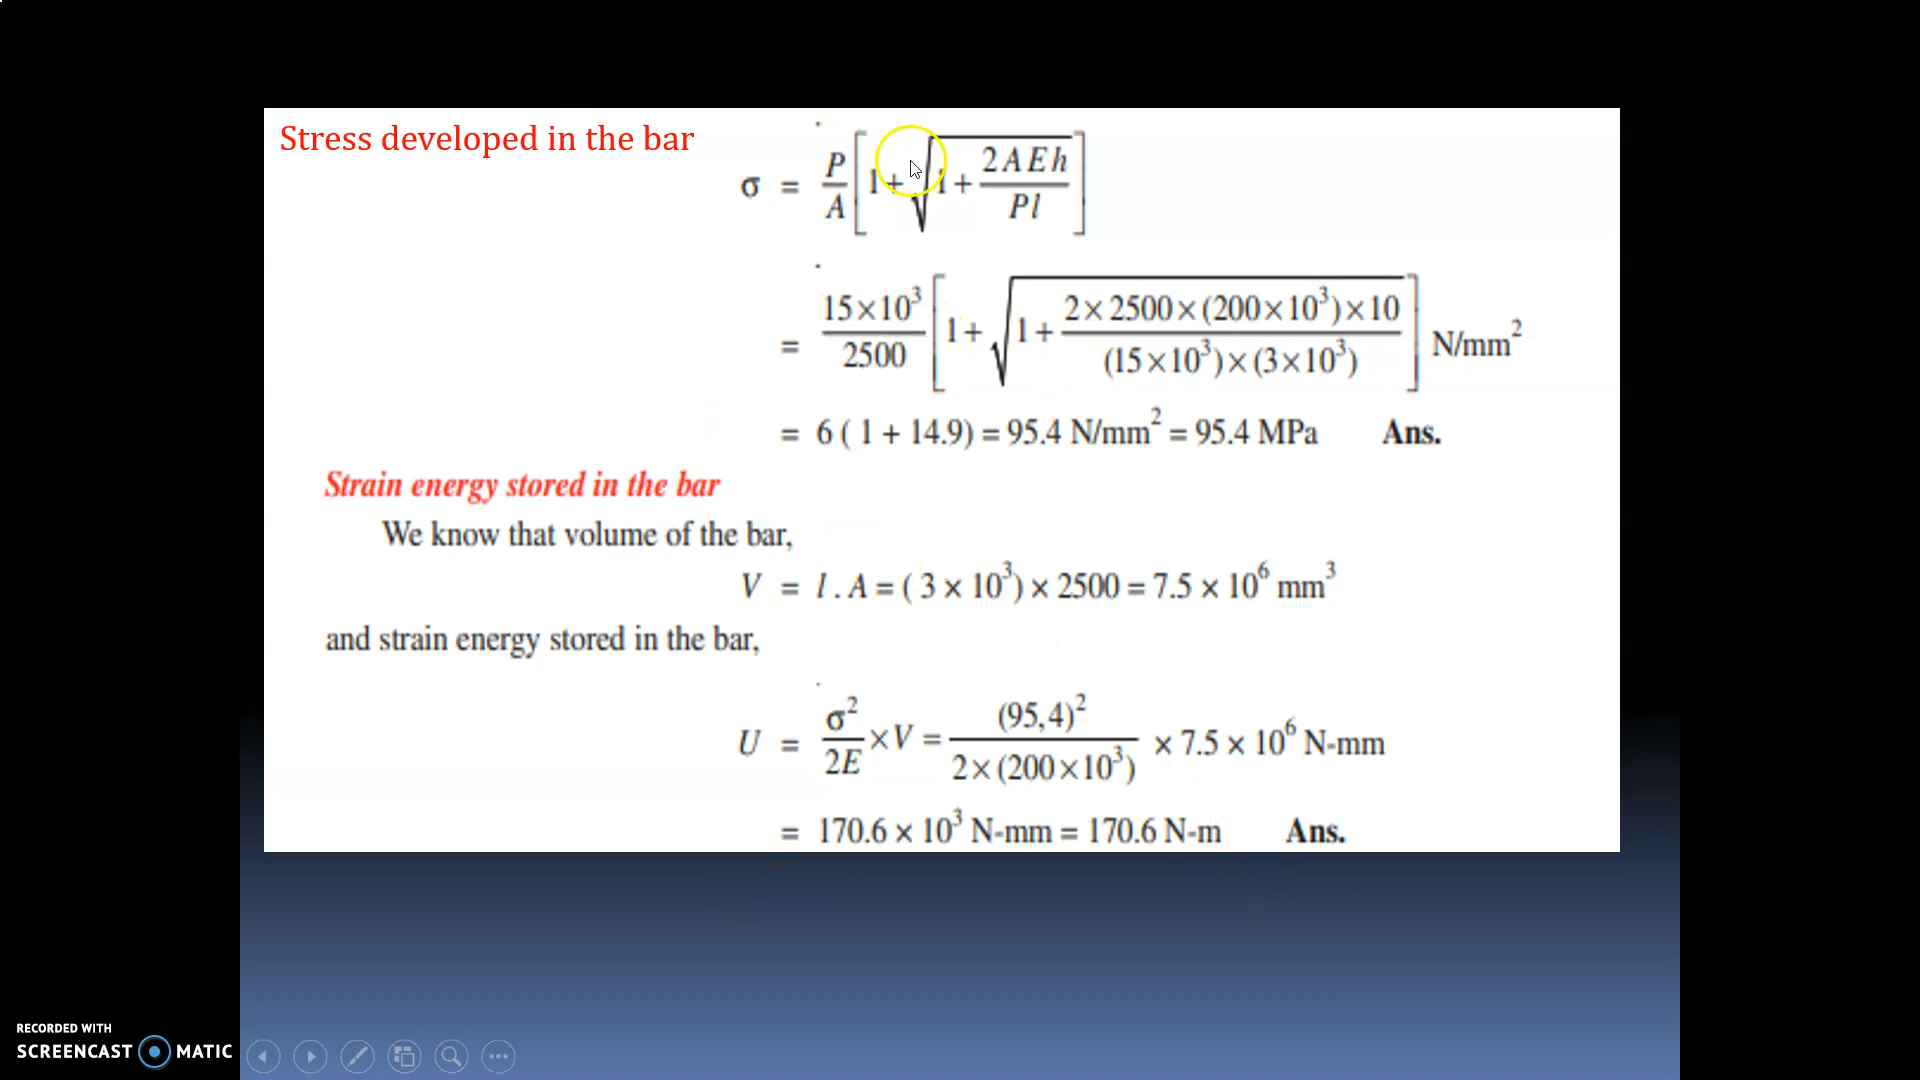 Stress developed in the bar
σ = P/A [1 + √(1 + 2AEh/Pl)]
= 15×10³/2500 [1 + √(1 + 2×2500×(200×10³)×10/(15×10³)×(3×10³))] N/mm²
= 6 ( 1 + 14.9) = 95.4 N/mm² = 95.4 MPa Ans.
Strain energy stored in the bar
We know that volume of the bar,
V = l . A = ( 3 × 10³) × 2500 = 7.5 × 10⁶ mm³
and strain energy stored in the bar,
U = σ²/2E × V = (95,4)²/2×(200×10³) × 7.5 × 10⁶ N-mm
= 170.6 × 10³ N-mm = 170.6 N-m Ans.
RECORDED WITH
SCREENCAST MATIC